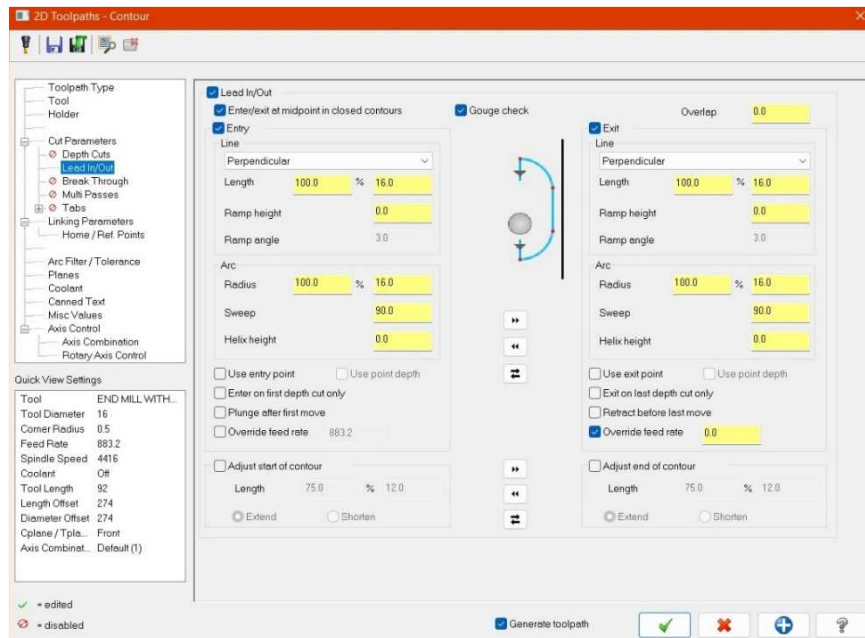 2D Toolpaths - Contour
Toolpath Type
Tool
Holder
Cut Parameters
Depth Cuts
Lead In/Out
Break Through
Multi Passes
Tabs
Linking Parameters
Home / Ref. Points
Arc Filter / Tolerance
Planes
Coolant
Canned Text
Misc Values
Axis Control
Axis Combination
Rotary Axis Control
Quick View Settings
Tool END MILL WITH...
Tool Diameter 16
Corner Radius 0.5
Feed Rate 883.2
Spindle Speed 4416
Coolant Off
Tool Length 92
Length Offset 274
Diameter Offset 274
Cplane / Tpla... Front
Axis Combinat... Default (1)
= edited
= disabled
Lead In/Out
Enter/exit at midpoint in closed contours Gouge check Overlap 0.0
Entry
Line
Perpendicular
Length 100.0 % 16.0
Ramp height 0.0
Ramp angle 3.0
Arc
Radius 100.0 % 16.0
Sweep 90.0
Helix height 0.0
Use entry point Use point depth
Enter on first depth cut only
Plunge after first move
Override feed rate 883.2
Adjust start of contour
Length 75.0 % 12.0
Extend Shorten
Exit
Line
Perpendicular
Length 100.0 % 16.0
Ramp height 0.0
Ramp angle 3.0
Arc
Radius 100.0 % 16.0
Sweep 90.0
Helix height 0.0
Use exit point Use point depth
Exit on last depth cut only
Retract before last move
Override feed rate 0.0
Adjust end of contour
Length 75.0 % 12.0
Extend Shorten
Generate toolpath